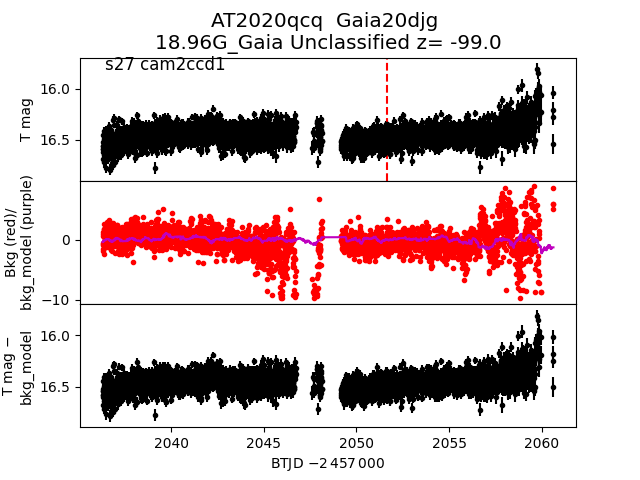 AT2020qcq  Gaia20djg
18.96G_Gaia Unclassified z= -99.0
s27 cam2ccd1
16.0
16.5
T mag
0
−10
Bkg (red)/
bkg_model (purple)
16.0
16.5
T mag −
bkg_model
2040
2045
2050
2055
2060
BTJD −2 457 000